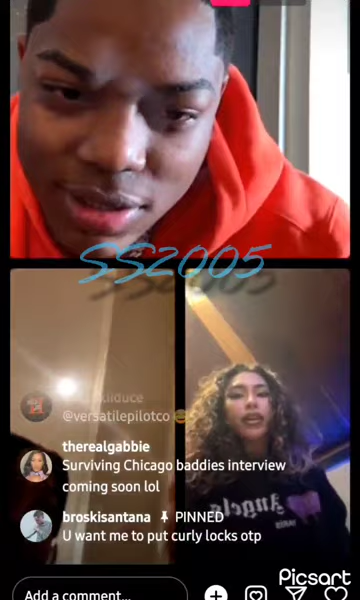 SS2005
@versatilepilotco 😂
therealgabbie
Surviving Chicago baddies interview
coming soon lol
broskisantana PINNED
U want me to put curly locks otp
Angels
Picsart
Add a comment...